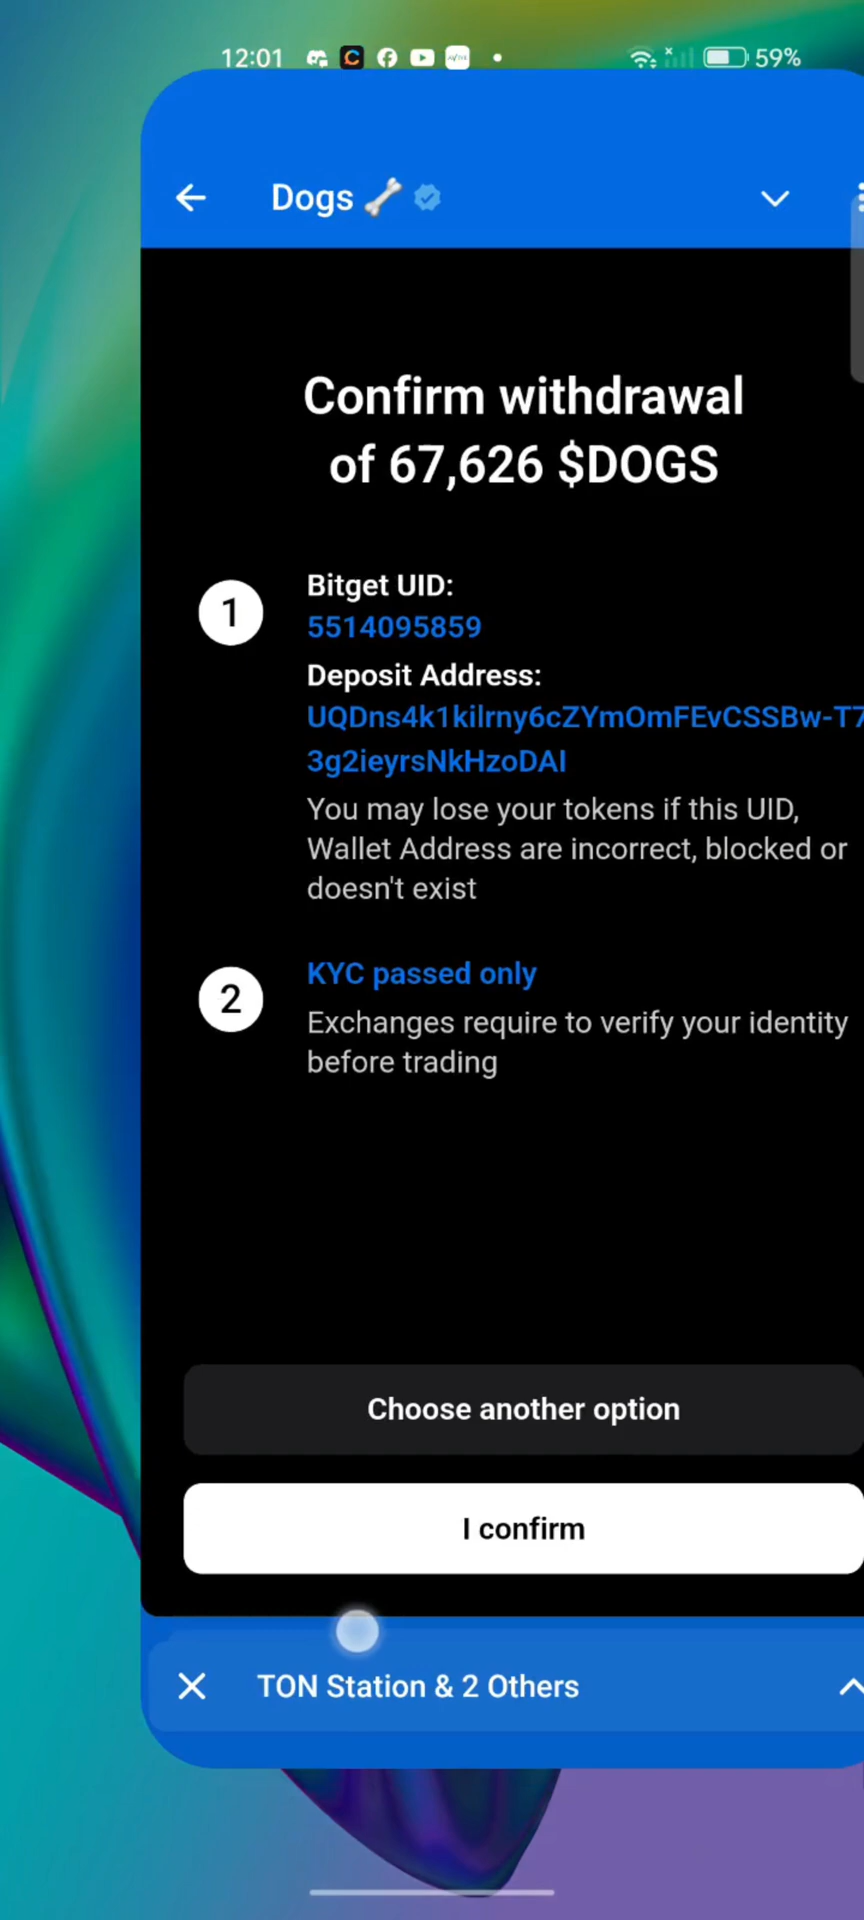 12:01
59%
Dogs 🦴
Confirm withdrawal
of 67,626 $DOGS
1
Bitget UID:
5514095859
Deposit Address:
UQDns4k1kilrny6cZYmOmFEvCSSBw-T7
3g2ieyrsNkHzoDAI
You may lose your tokens if this UID,
Wallet Address are incorrect, blocked or
doesn't exist
2
KYC passed only
Exchanges require to verify your identity
before trading
Choose another option
I confirm
TON Station & 2 Others